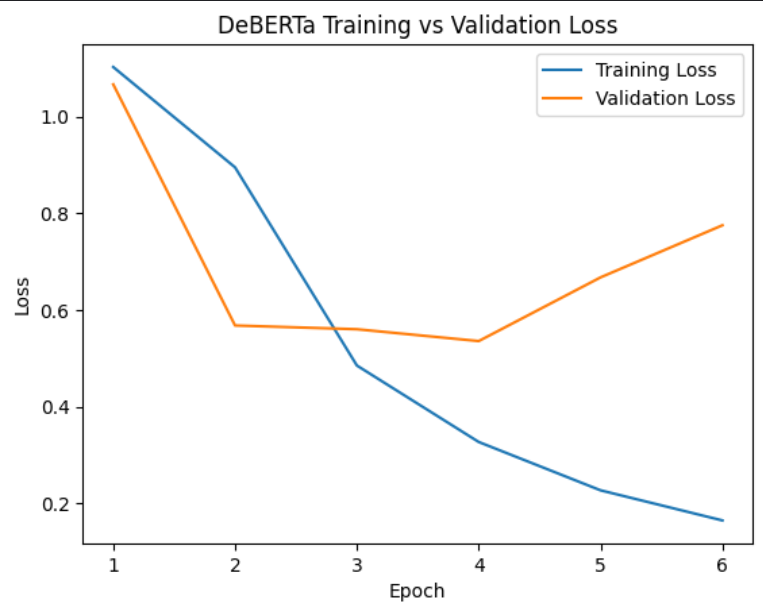 DeBERTa Training vs Validation Loss
Training Loss
Validation Loss
1.0
0.8
0.6
0.4
0.2
Loss
1 2 3 4 5 6
Epoch